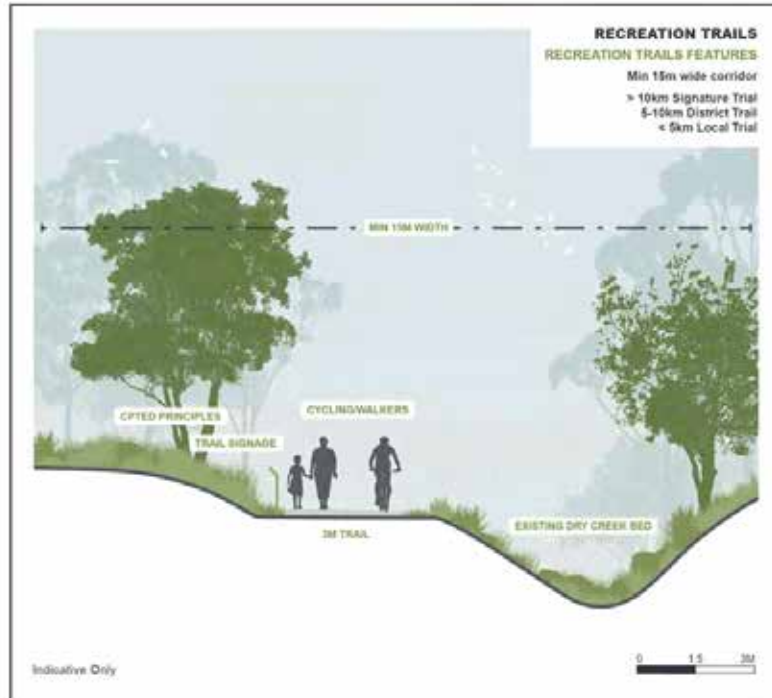 RECREATION TRAILS
RECREATION TRAILS FEATURES
Min 15m wide corridor
> 10km Signature Trial
5-10km District Trail
< 5km Local Trial
MIN 15M WIDTH
CPTED PRINCIPLES
CYCLING/WALKERS
TRAIL SIGNAGE
3M TRAIL
EXISTING DRY CREEK BED
Indicative Only
0 1.5 3M